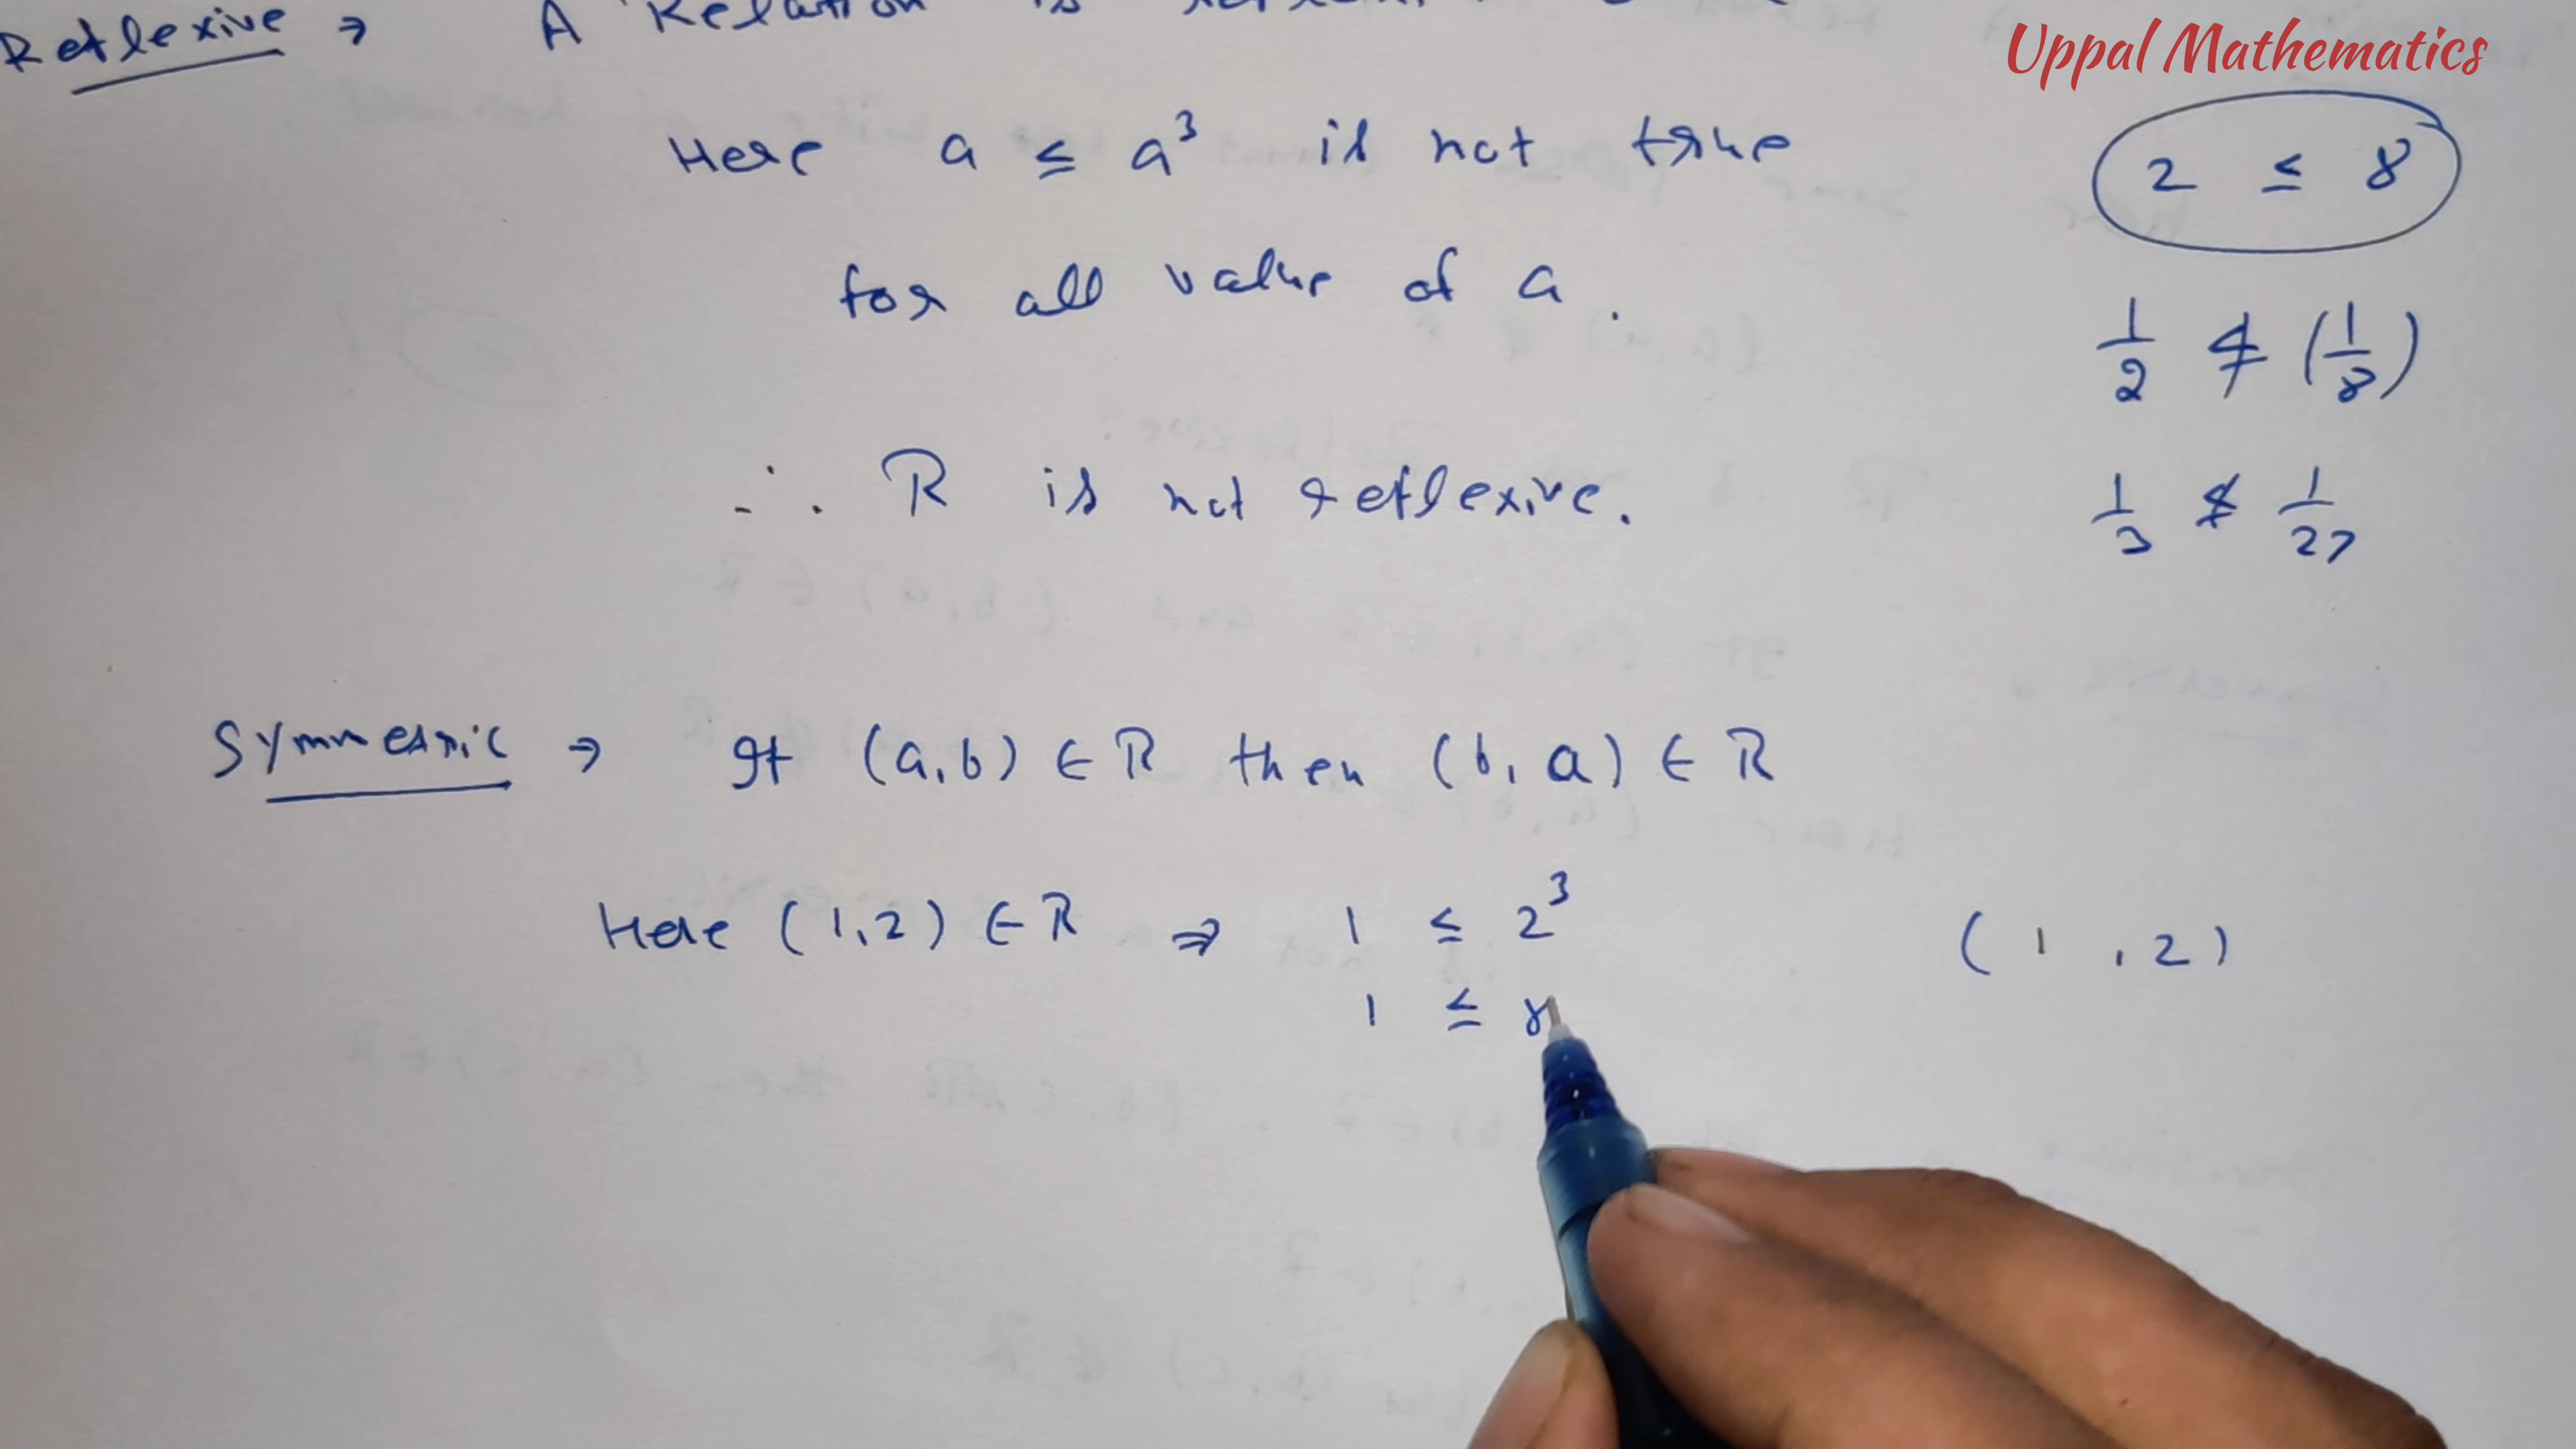 Reflexive → A Relation is
Uppal Mathematics
Here a ≤ a³ is not true
2 ≤ 8
for all value of a.
1/2 ≰ (1/8)
∴ R is not reflexive.
1/3 ≰ 1/27
Symmetric → If (a,b) ∈ R then (b, a) ∈ R
Here (1,2) ∈ R ⇒ 1 ≤ 2³
(1, 2)
1 ≤ 8